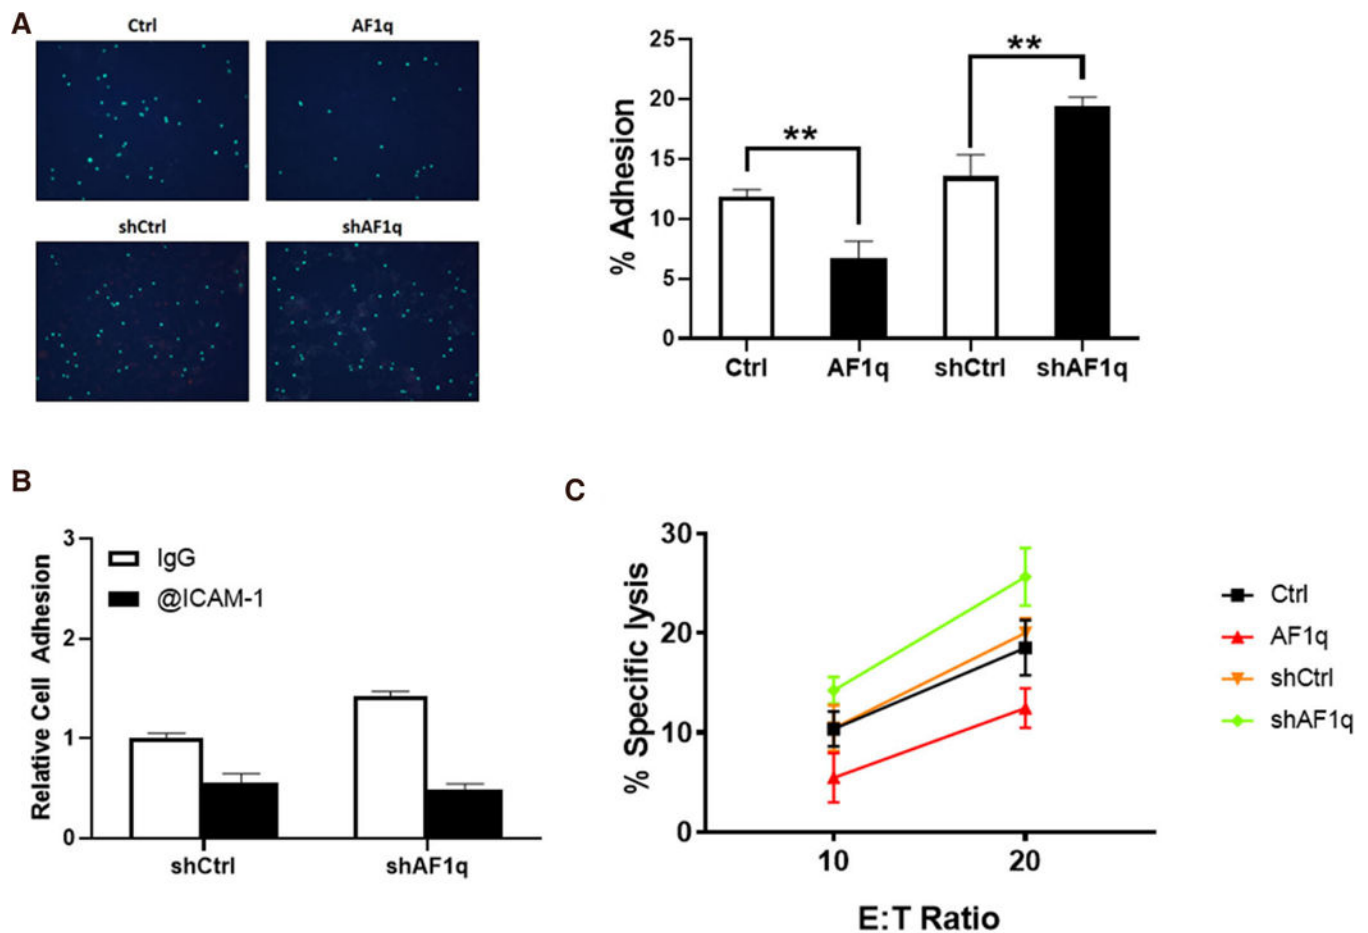 A
Ctrl
AF1q
shCtrl
shAF1q
25
20
15
10
5
0
% Adhesion
**
**
Ctrl
AF1q
shCtrl
shAF1q
B
3
2
1
0
Relative Cell Adhesion
IgG
@ICAM-1
shCtrl
shAF1q
C
30
20
10
0
% Specific lysis
10
20
E:T Ratio
Ctrl
AF1q
shCtrl
shAF1q